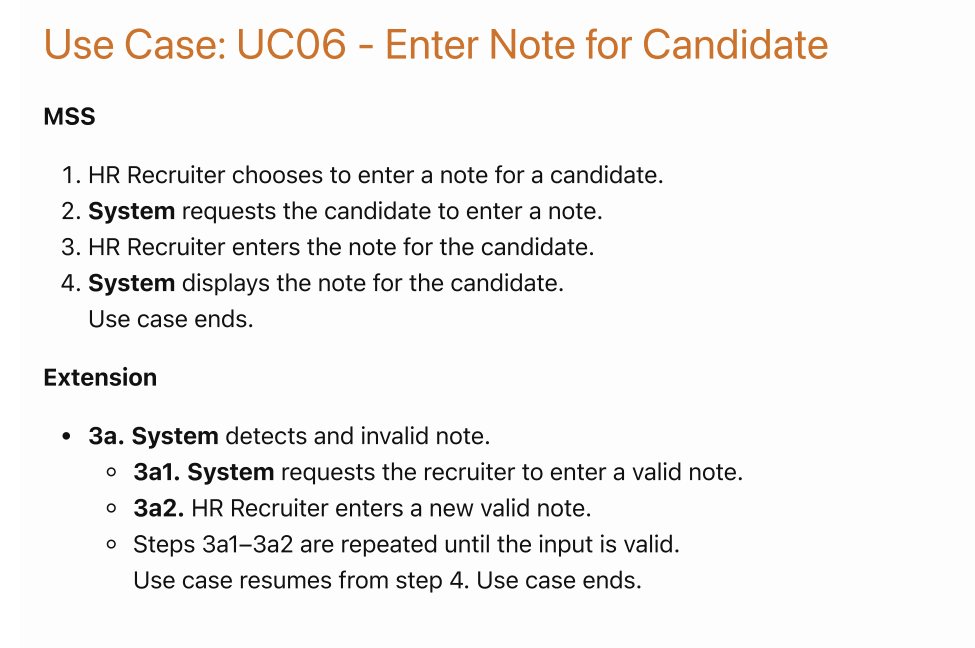 Use Case: UC06 - Enter Note for Candidate
MSS
1. HR Recruiter chooses to enter a note for a candidate.
2. System requests the candidate to enter a note.
3. HR Recruiter enters the note for the candidate.
4. System displays the note for the candidate.
Use case ends.
Extension
• 3a. System detects and invalid note.
◦ 3a1. System requests the recruiter to enter a valid note.
◦ 3a2. HR Recruiter enters a new valid note.
◦ Steps 3a1–3a2 are repeated until the input is valid.
Use case resumes from step 4. Use case ends.